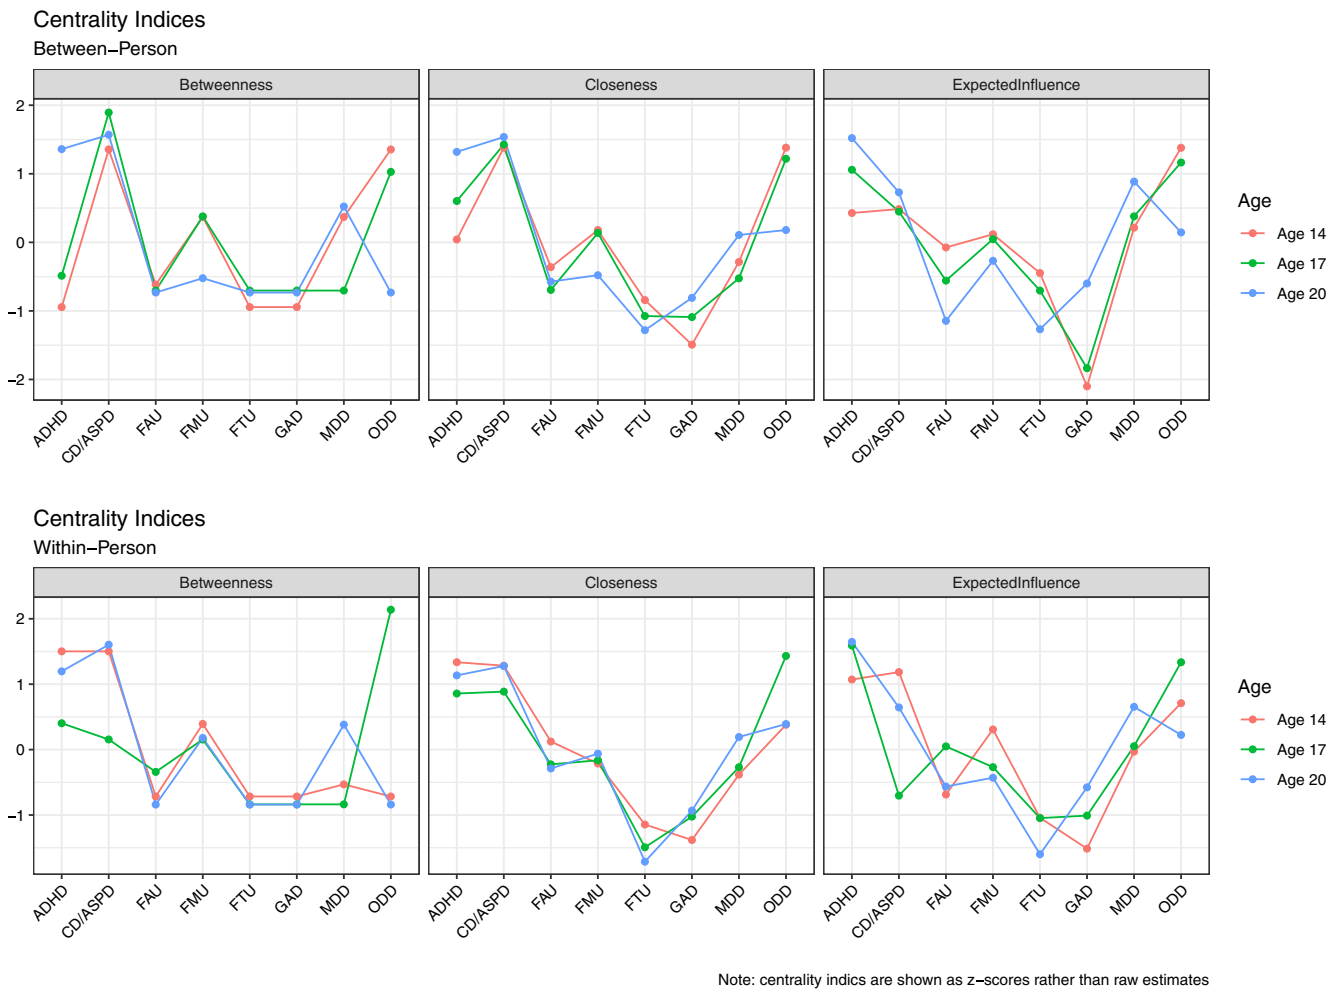 Centrality Indices
Between−Person
Betweenness Closeness ExpectedInfluence
2
1
0
−1
−2
ADHD CD/ASPD FAU FMU FTU GAD MDD ODD ADHD CD/ASPD FAU FMU FTU GAD MDD ODD ADHD CD/ASPD FAU FMU FTU GAD MDD ODD
Age
Age 14
Age 17
Age 20
Centrality Indices
Within−Person
Betweenness Closeness ExpectedInfluence
2
1
0
−1
ADHD CD/ASPD FAU FMU FTU GAD MDD ODD ADHD CD/ASPD FAU FMU FTU GAD MDD ODD ADHD CD/ASPD FAU FMU FTU GAD MDD ODD
Age
Age 14
Age 17
Age 20
Note: centrality indics are shown as z−scores rather than raw estimates